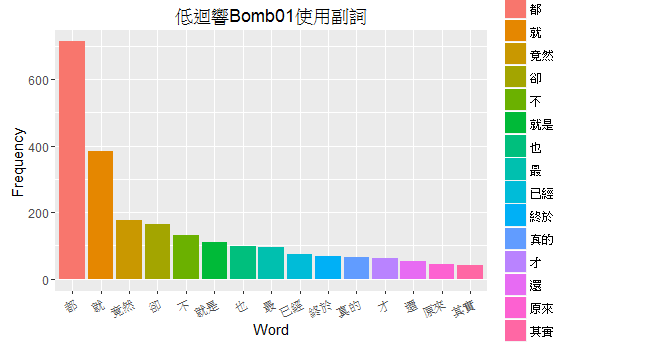 低迴響Bomb01使用副詞
Frequency
600
400
200
0
都 就 竟然 卻 不 就是 也 最 已經 終於 真的 才 還 原來 其實
Word
都
就
竟然
卻
不
就是
也
最
已經
終於
真的
才
還
原來
其實